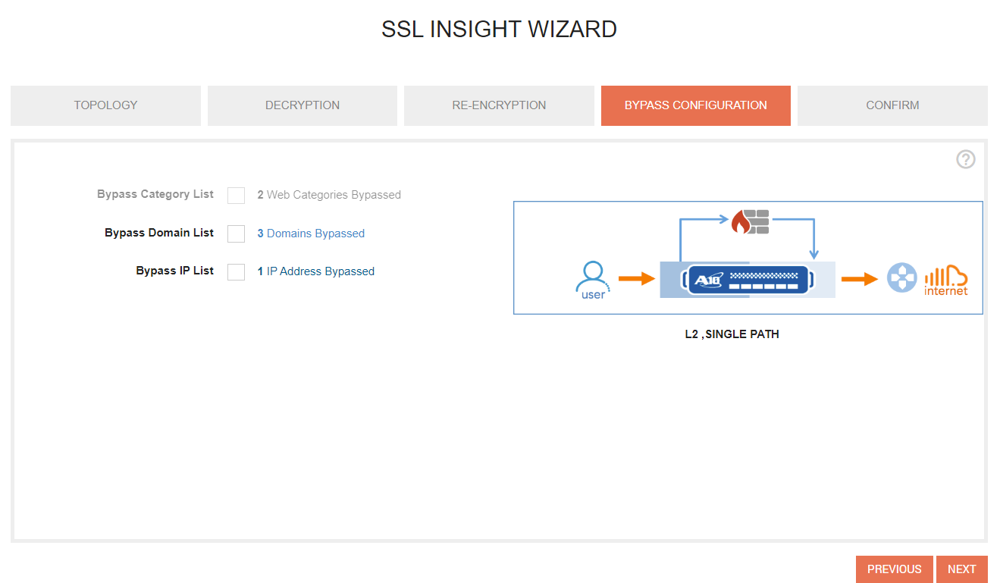 SSL INSIGHT WIZARD
TOPOLOGY
DECRYPTION
RE-ENCRYPTION
BYPASS CONFIGURATION
CONFIRM
?
Bypass Category List
2 Web Categories Bypassed
Bypass Domain List
3 Domains Bypassed
Bypass IP List
1 IP Address Bypassed
user
A10
internet
L2 ,SINGLE PATH
PREVIOUS
NEXT